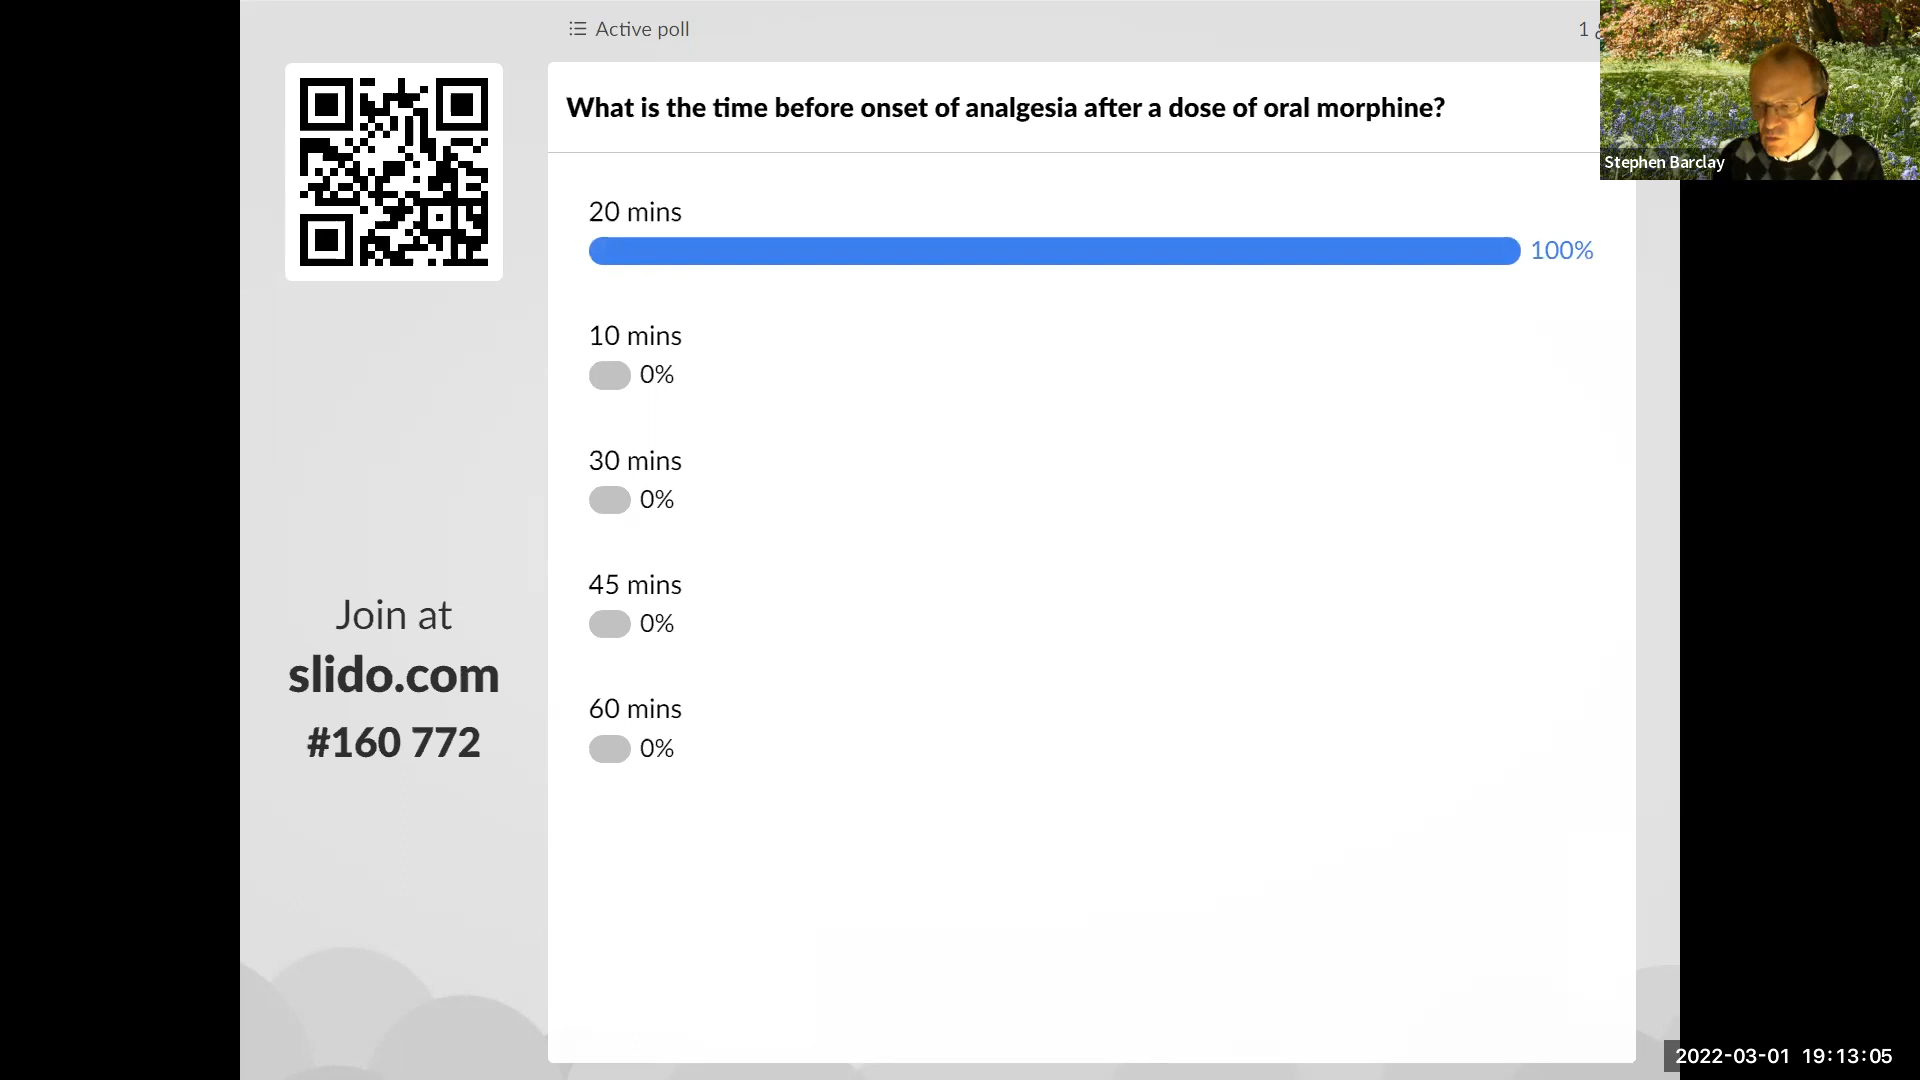 Active poll
1
What is the time before onset of analgesia after a dose of oral morphine?
Stephen Barclay
20 mins
100%
10 mins
0%
30 mins
0%
45 mins
0%
60 mins
0%
Join at
slido.com
#160 772
2022-03-01 19:13:05